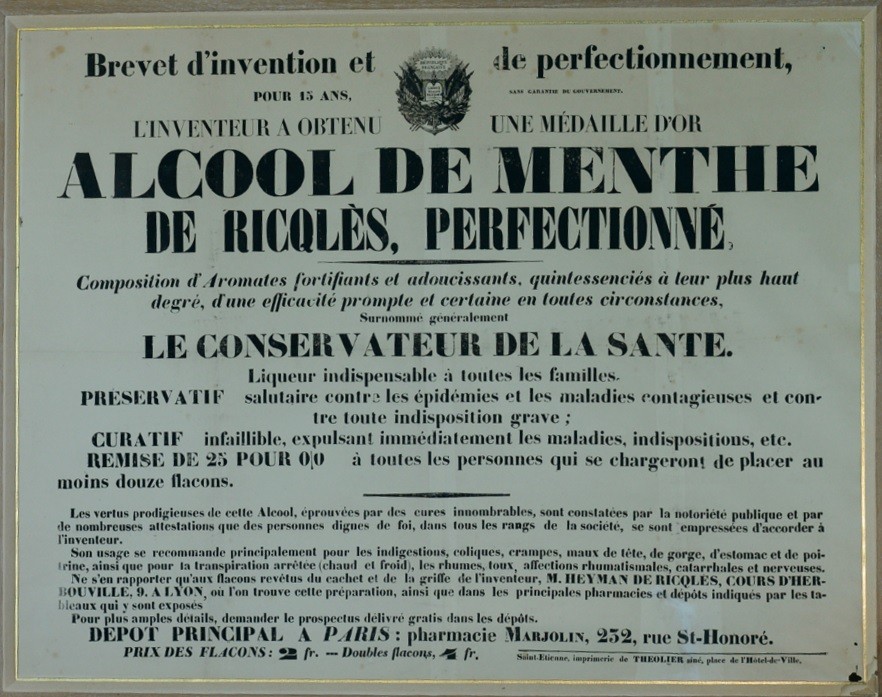 Brevet d'invention et de perfectionnement,
POUR 15 ANS, SANS GARANTIE DU GOUVERNEMENT.
RÉPUBLIQUE FRANÇAISE
L'INVENTEUR A OBTENU UNE MÉDAILLE D'OR
ALCOOL DE MENTHE
DE RICQLÈS, PERFECTIONNÉ,
Composition d'Aromates fortifiants et adoucissants, quintessenciés à leur plus haut
degré, d'une efficacité prompte et certaine en toutes circonstances,
Surnommé généralement
LE CONSERVATEUR DE LA SANTE.
Liqueur indispensable à toutes les familles.
PRÉSERVATIF salutaire contre les épidémies et les maladies contagieuses et con-
tre toute indisposition grave ;
CURATIF infaillible, expulsant immédiatement les maladies, indispositions, etc.
REMISE DE 25 POUR 0|0 à toutes les personnes qui se chargeront de placer au
moins douze flacons.
Les vertus prodigieuses de cette Alcool, éprouvées par des cures innombrables, sont constatées par la notoriété publique et par
de nombreuses attestations que des personnes dignes de foi, dans tous les rangs de la société, se sont empressées d'accorder à
l'inventeur.
Son usage se recommande principalement pour les indigestions, coliques, crampes, maux de tête, de gorge, d'estomac et de poi-
trine, ainsi que pour la transpiration arrêtée (chaud et froid), les rhumes, toux, affections rhumatismales, catarrhales et nerveuses.
Ne s'en rapporter qu'aux flacons revêtus du cachet et de la griffe de l'inventeur, M. HEYMAN DE RICQLES, COURS D'HER-
BOUVILLE, 9. A LYON, où l'on trouve cette préparation, ainsi que dans les principales pharmacies et dépôts indiqués par les ta-
bleaux qui y sont exposés
Pour plus amples détails, demander le prospectus délivré gratis dans les dépôts.
DEPOT PRINCIPAL A PARIS : pharmacie MARJOLIN, 232, rue St-Honoré.
PRIX DES FLACONS : 2 fr. — Doubles flacons, 4 fr.
Saint-Etienne, imprimerie de THEOLIER aîné, place de l'Hôtel-de-Ville,